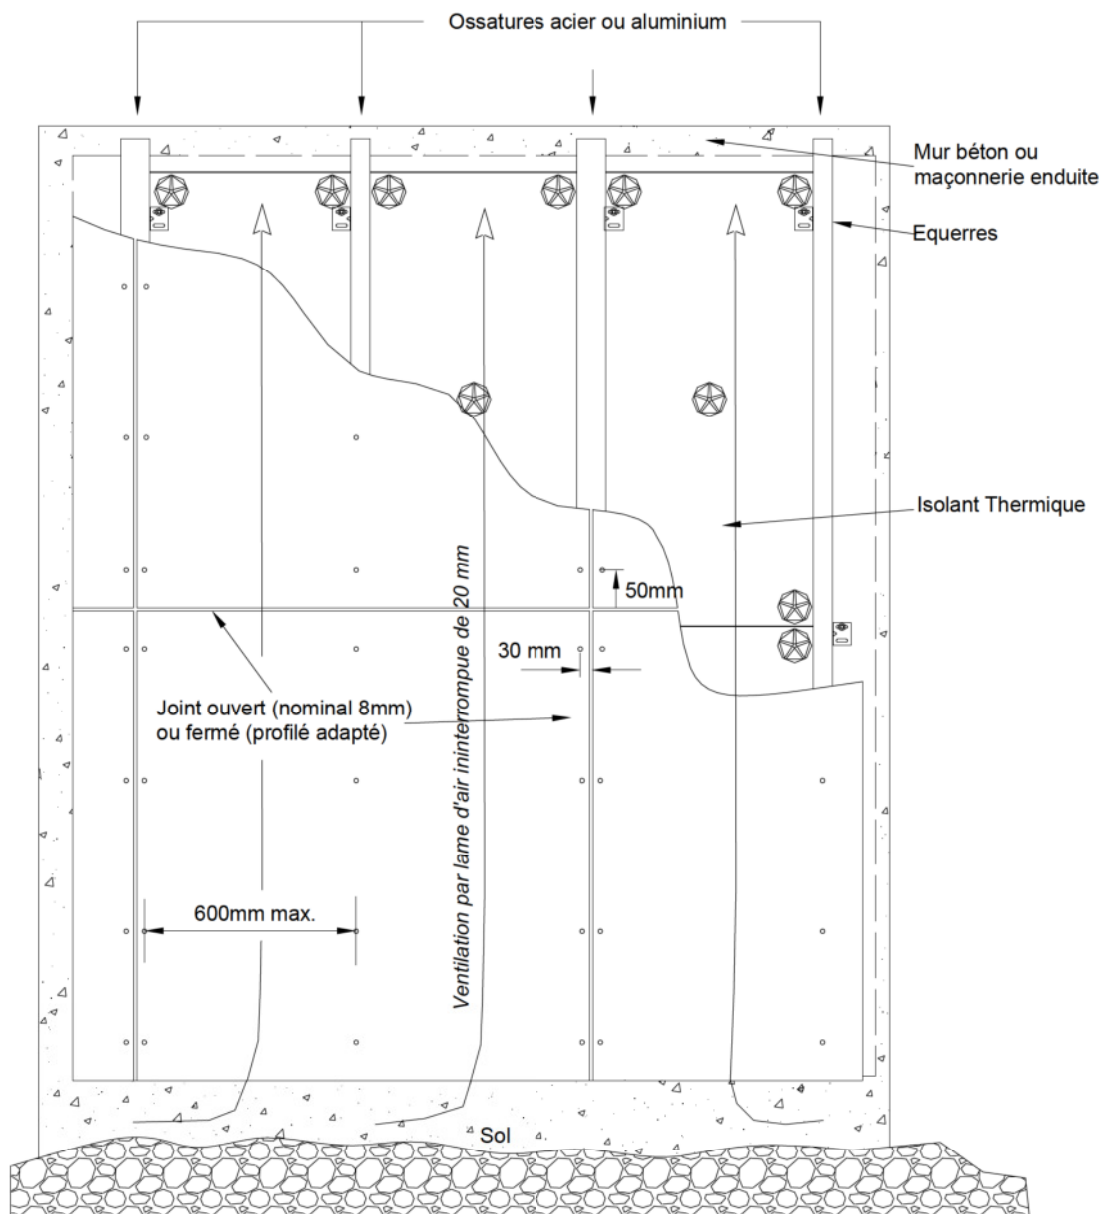 Ossatures acier ou aluminium
Mur béton ou
maçonnerie enduite
Equerres
Isolant Thermique
50mm
30 mm
Joint ouvert (nominal 8mm)
ou fermé (profilé adapté)
Ventilation par lame d'air ininterrompue de 20 mm
600mm max.
Sol